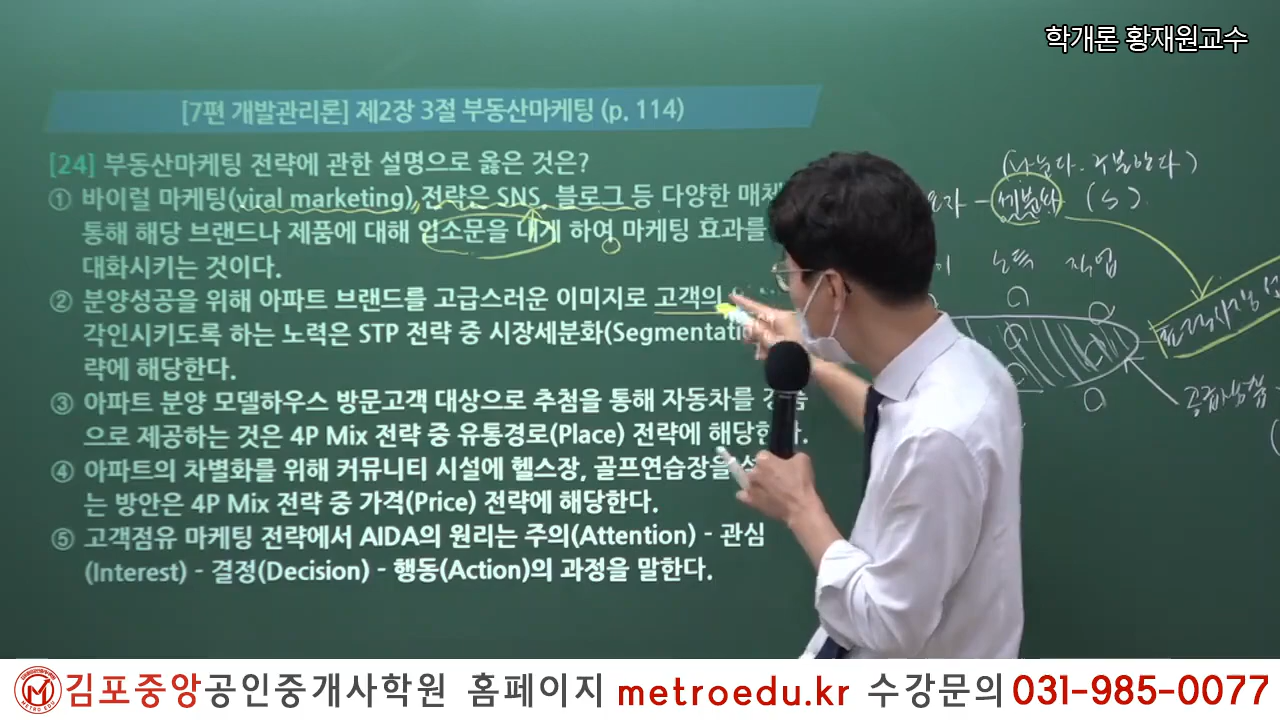 학개론 황재원교수
[7편 개발관리론] 제2장 3절 부동산마케팅 (p. 114)
[24] 부동산마케팅 전략에 관한 설명으로 옳은 것은?
① 바이럴 마케팅(viral marketing) 전략은 SNS, 블로그 등 다양한 매체
통해 해당 브랜드나 제품에 대해 입소문을 내게 하여 마케팅 효과를
대화시키는 것이다.
② 분양성공을 위해 아파트 브랜드를 고급스러운 이미지로 고객의
각인시키도록 하는 노력은 STP 전략 중 시장세분화(Segmentati
략에 해당한다.
③ 아파트 분양 모델하우스 방문고객 대상으로 추첨을 통해 자동차를
으로 제공하는 것은 4P Mix 전략 중 유통경로(Place) 전략에 해당한다.
④ 아파트의 차별화를 위해 커뮤니티 시설에 헬스장, 골프연습장을
는 방안은 4P Mix 전략 중 가격(Price) 전략에 해당한다.
⑤ 고객점유 마케팅 전략에서 AIDA의 원리는 주의(Attention) - 관심
(Interest) - 결정(Decision) - 행동(Action)의 과정을 말한다.
(나눈다. 구분한다)
세분화 (S).
소득 직업
METRO EDU
김포중앙공인중개사학원 홈페이지 metroedu.kr 수강문의 031-985-0077